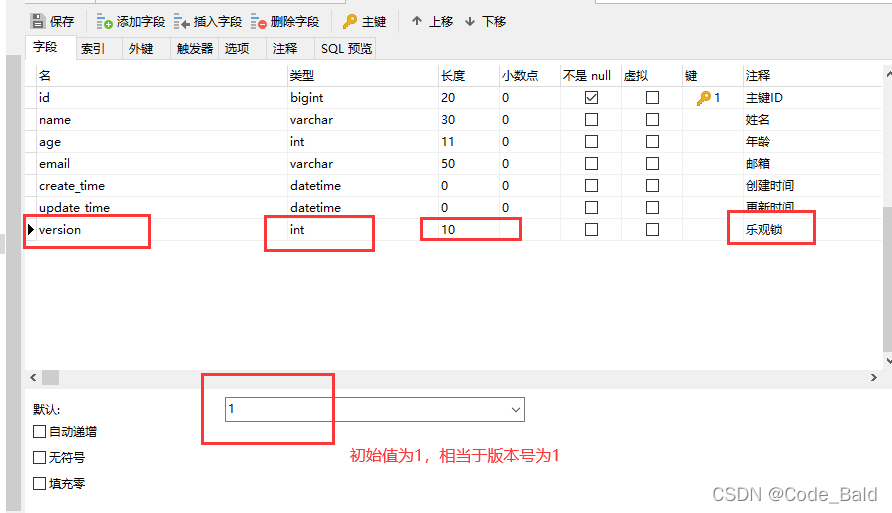 保存 添加字段 插入字段 删除字段 主键 上移 下移
字段 索引 外键 触发器 选项 注释 SQL 预览
名 类型 长度 小数点 不是 null 虚拟 键 注释
id bigint 20 0 1 主键ID
name varchar 30 0 姓名
age int 11 0 年龄
email varchar 50 0 邮箱
create_time datetime 0 0 创建时间
update_time datetime 0 0 更新时间
version int 10 乐观锁
默认: 1
自动递增
无符号
填充零
初始值为1，相当于版本号为1
CSDN @Code_Bald